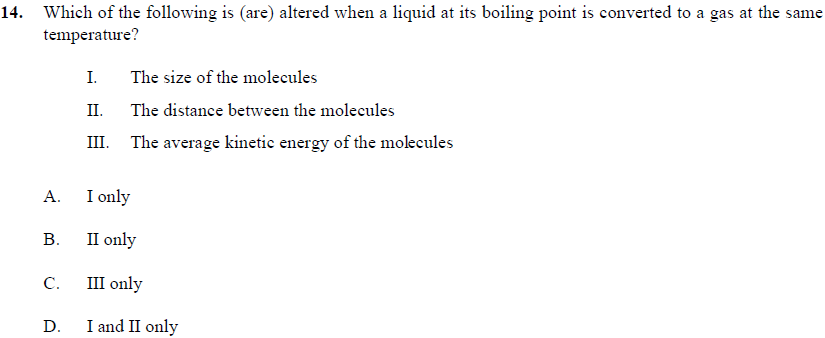 14. Which of the following is (are) altered when a liquid at its boiling point is converted to a gas at the same
temperature?
I. The size of the molecules
II. The distance between the molecules
III. The average kinetic energy of the molecules
A. I only
B. II only
C. III only
D. I and II only